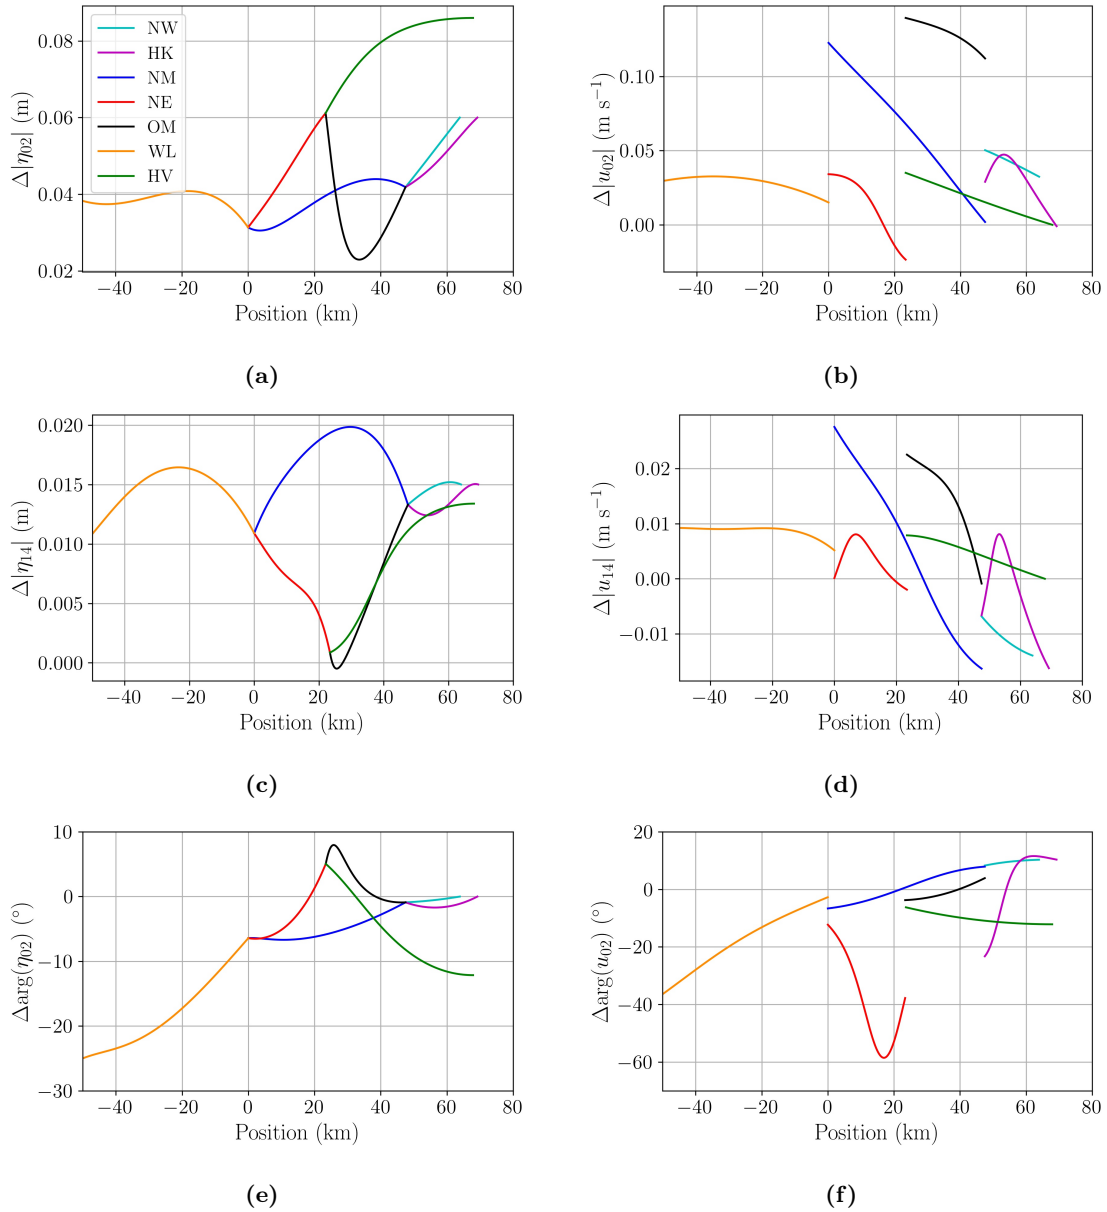 0.08
0.06
0.04
0.02
Δ|η02| (m)
NW
HK
NM
NE
OM
WL
HV
−40 −20 0 20 40 60 80
Position (km)
(a)
0.10
0.05
0.00
Δ|u02| (m s−1)
−40 −20 0 20 40 60 80
Position (km)
(b)
0.020
0.015
0.010
0.005
0.000
Δ|η14| (m)
−40 −20 0 20 40 60 80
Position (km)
(c)
0.02
0.01
0.00
−0.01
Δ|u14| (m s−1)
−40 −20 0 20 40 60 80
Position (km)
(d)
10
0
−10
−20
−30
Δarg(η02) (°)
−40 −20 0 20 40 60 80
Position (km)
(e)
20
0
−20
−40
−60
Δarg(u02) (°)
−40 −20 0 20 40 60 80
Position (km)
(f)